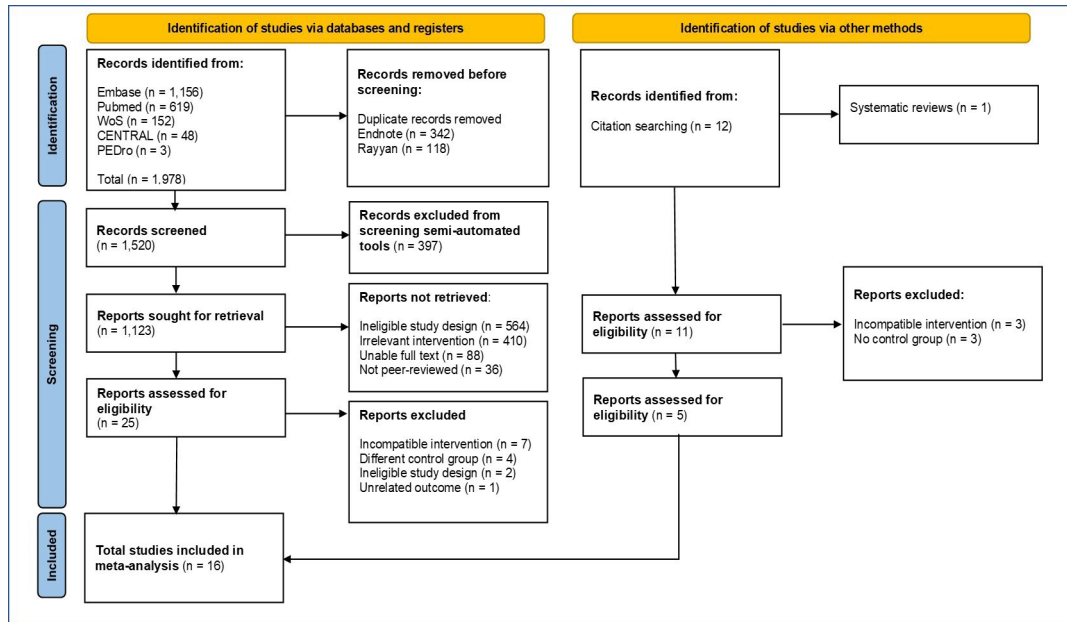 Identification of studies via databases and registers
Identification of studies via other methods
Identification
Records identified from:
Embase (n = 1,156)
Pubmed (n = 619)
WoS (n = 152)
CENTRAL (n = 48)
PEDro (n = 3)
Total (n = 1,978)
Records removed before
screening:
Duplicate records removed
Endnote (n = 342)
Rayyan (n = 118)
Records identified from:
Citation searching (n = 12)
Systematic reviews (n = 1)
Screening
Records screened
(n = 1,520)
Records excluded from
screening semi-automated
tools (n = 397)
Reports sought for retrieval
(n = 1,123)
Reports not retrieved:
Ineligible study design (n = 564)
Irrelevant intervention (n = 410)
Unable full text (n = 88)
Not peer-reviewed (n = 36)
Reports assessed for
eligibility (n = 11)
Reports excluded:
Incompatible intervention (n = 3)
No control group (n = 3)
Reports assessed for
eligibility
(n = 25)
Reports excluded
Incompatible intervention (n = 7)
Different control group (n = 4)
Ineligible study design (n = 2)
Unrelated outcome (n = 1)
Reports assessed for
eligibility (n = 5)
Included
Total studies included in
meta-analysis (n = 16)